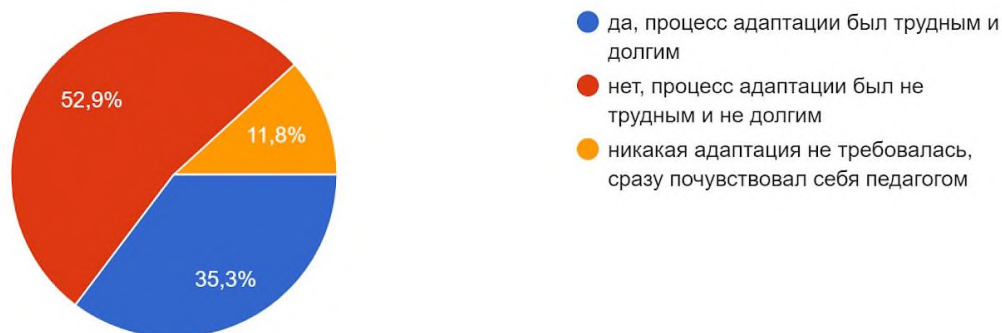 52,9%
11,8%
35,3%
да, процесс адаптации был трудным и
долгим
нет, процесс адаптации был не
трудным и не долгим
никакая адаптация не требовалась,
сразу почувствовал себя педагогом